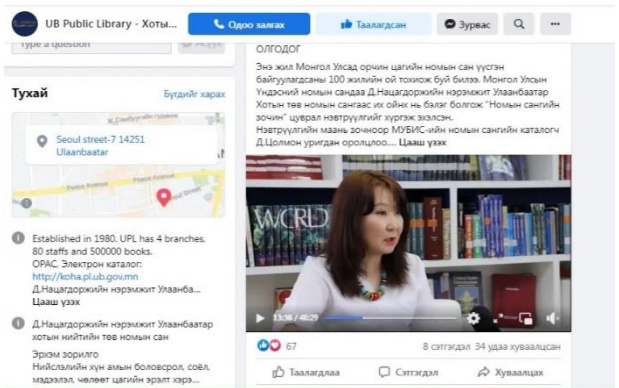 UB Public Library - Хоты...
Одоо залгах
Таалагдсан
Зурвас
Type a question
Асуух
Тухай
Бүгдийг харах
Seoul street-7 14251
Ulaanbaatar
Peace Avenue
Peace Avenue
Established in 1980. UPL has 4 branches,
80 staffs and 500000 books.
OPAC, Электрон каталог:
http://koha.pl.ub.gov.mn
Д.Нацагдоржийн нэрэмжит Улаанба...
Цааш үзэх
Д.Нацагдоржийн нэрэмжит Улаанбаатар
хотын нийтийн төв номын сан
Эрхэм зорилго
Нийслэлийн хүн амын боловсрол, соёл,
мэдээлэл, чөлөөт цагийн эрэлт хэрэ...
ОЛГОДОГ
Энэ жил Монгол Улсад орчин цагийн номын сан үүсгэн
байгуулагдсаны 100 жилийн ой тохиож буй билээ. Монгол Улсын
Үндэсний номын сандаа Д.Нацагдоржийн нэрэмжит Улаанбаатар
Хотын төв номын сангаас их ойнх нь бэлэг болгож "Номын сангийн
зочин" цуврал нэвтрүүлгийг хүргэж эхэлсэн.
Нэвтрүүлгийн маань зочноор МУБИС-ийн номын сангийн каталогч
Д.Цолмон уригдан оролцлоо.... Цааш үзэх
WORLD
13:36 / 46:29
67
8 сэтгэгдэл 34 удаа хуваалцсан
Таалагдлаа
Сэтгэгдэл
Хуваалцах